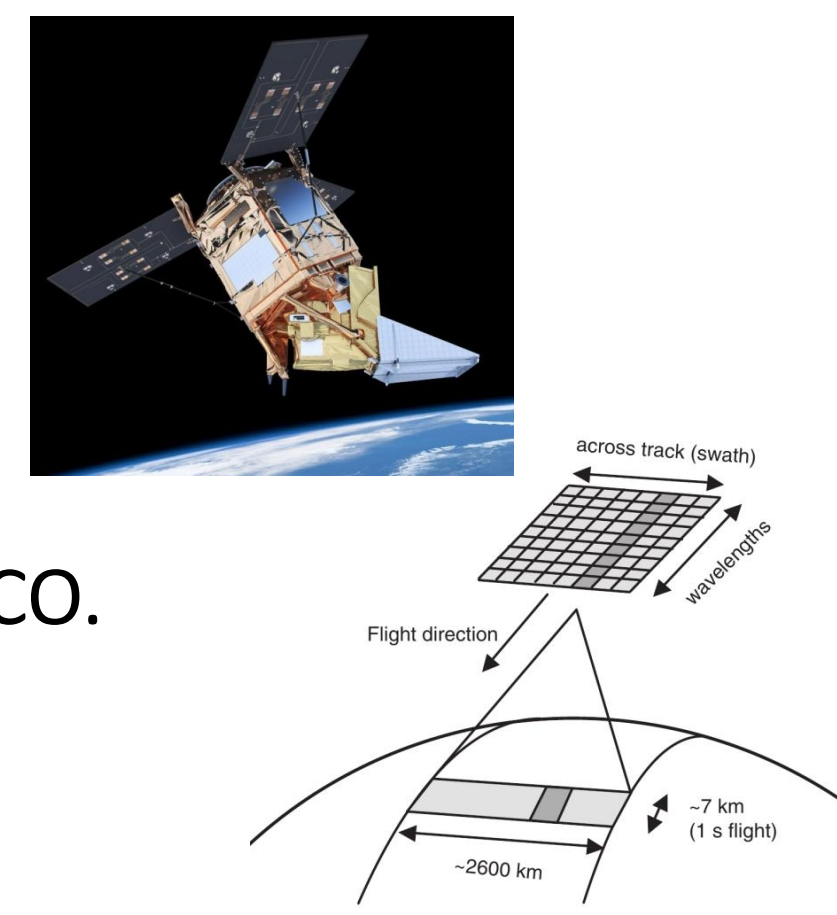 across track (swath)
wavelengths
CO.
Flight direction
~7 km
(1 s flight)
~2600 km